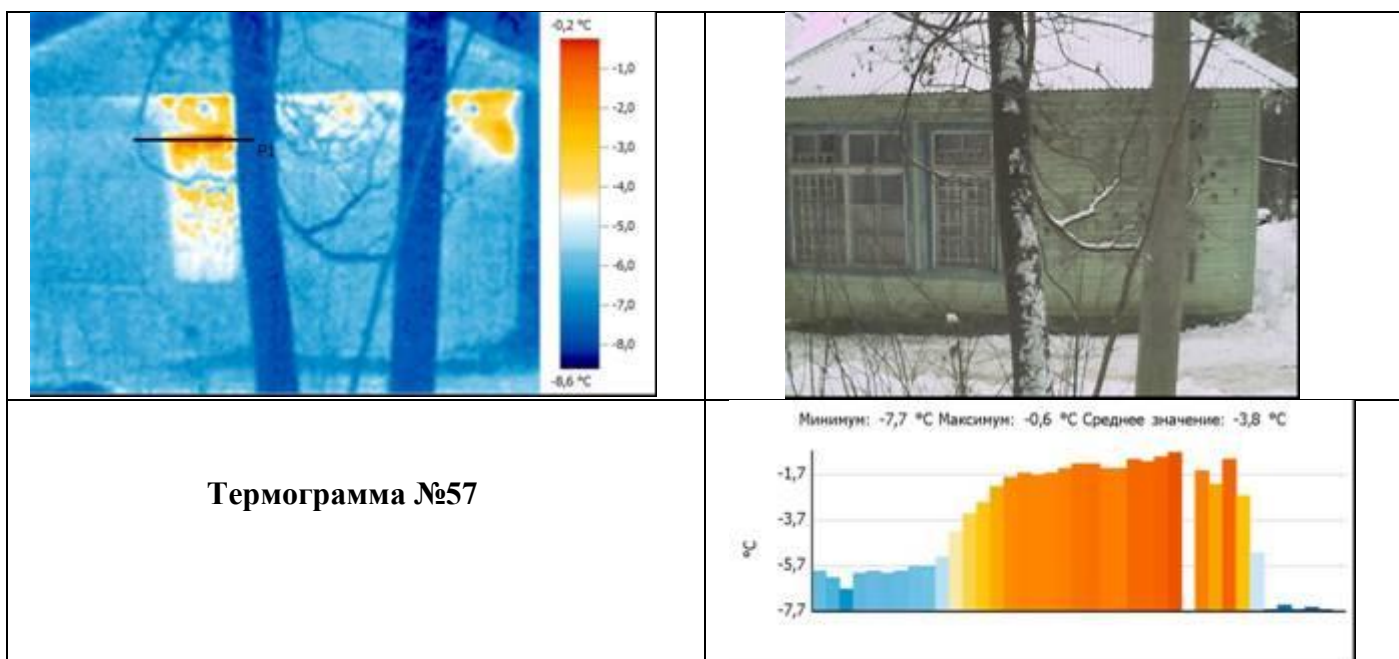 -0,2 °C
-1,0
-2,0
-3,0
-4,0
-5,0
-6,0
-7,0
-8,0
-8,6 °C
P1
Термограмма №57
Минимум: -7,7 °C Максимум: -0,6 °C Среднее значение: -3,8 °C
-1,7
-3,7
-5,7
-7,7
°C